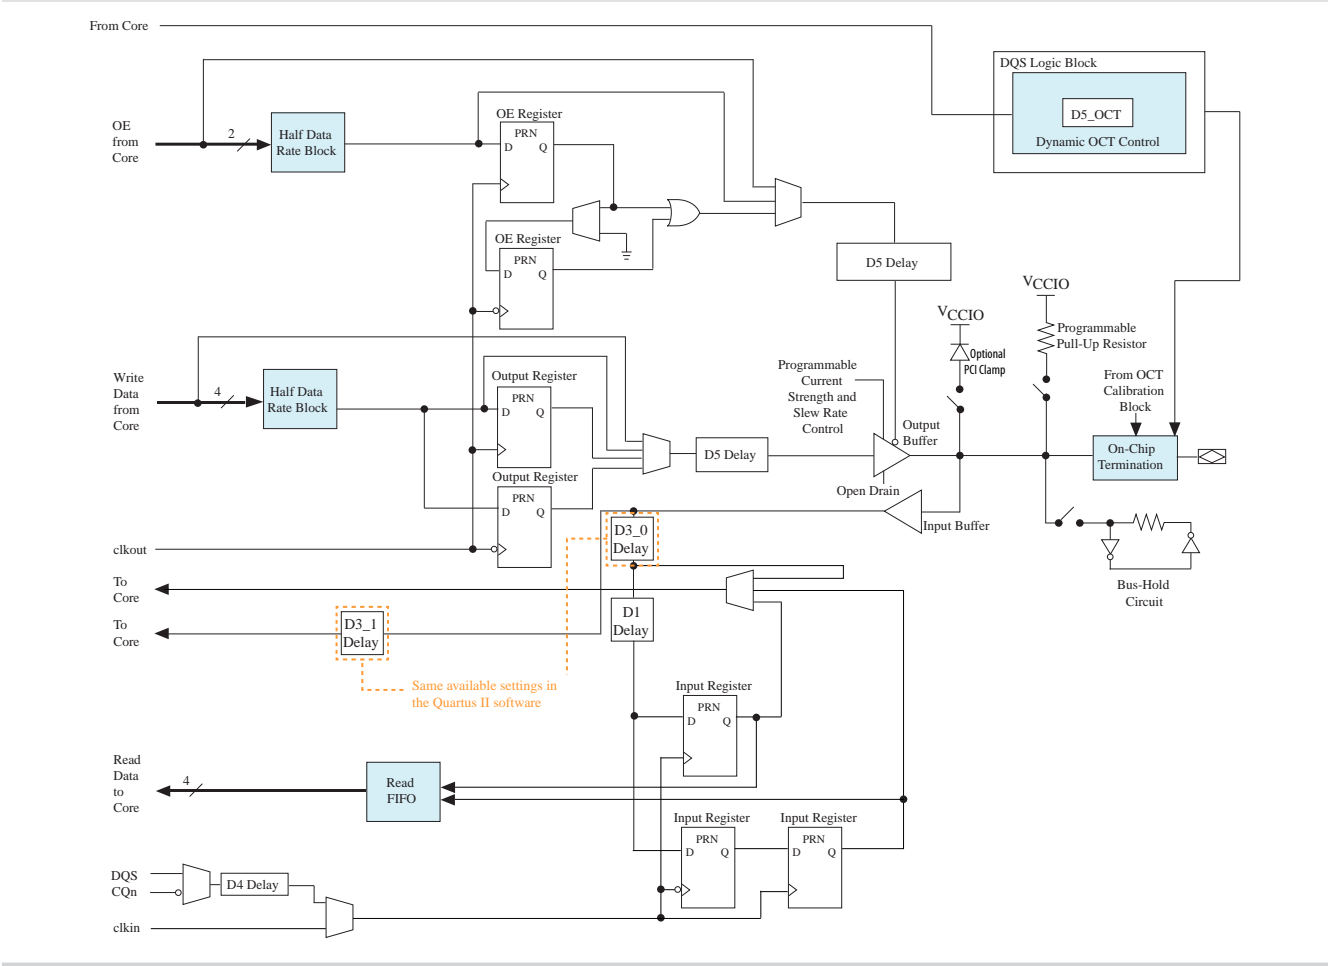 From Core
DQS Logic Block
D5_OCT
Dynamic OCT Control
OE
from
Core
2
Half Data
Rate Block
OE Register
PRN
D
Q
OE Register
PRN
D
Q
D5 Delay
VCCIO
Programmable
Pull-Up Resistor
VCCIO
Optional
PCI Clamp
From OCT
Calibration
Block
On-Chip
Termination
Write
Data
from
Core
4
Half Data
Rate Block
Output Register
PRN
D
Q
Output Register
PRN
D
Q
D5 Delay
Programmable
Current
Strength and
Slew Rate
Control
Output
Buffer
Open Drain
Input Buffer
Bus-Hold
Circuit
clkout
To
Core
To
Core
D3_0
Delay
D1
Delay
D3_1
Delay
Same available settings in
the Quartus II software
Input Register
PRN
D
Q
Read
Data
to
Core
4
Read
FIFO
Input Register
PRN
D
Q
Input Register
PRN
D
Q
DQS
CQn
D4 Delay
clkin